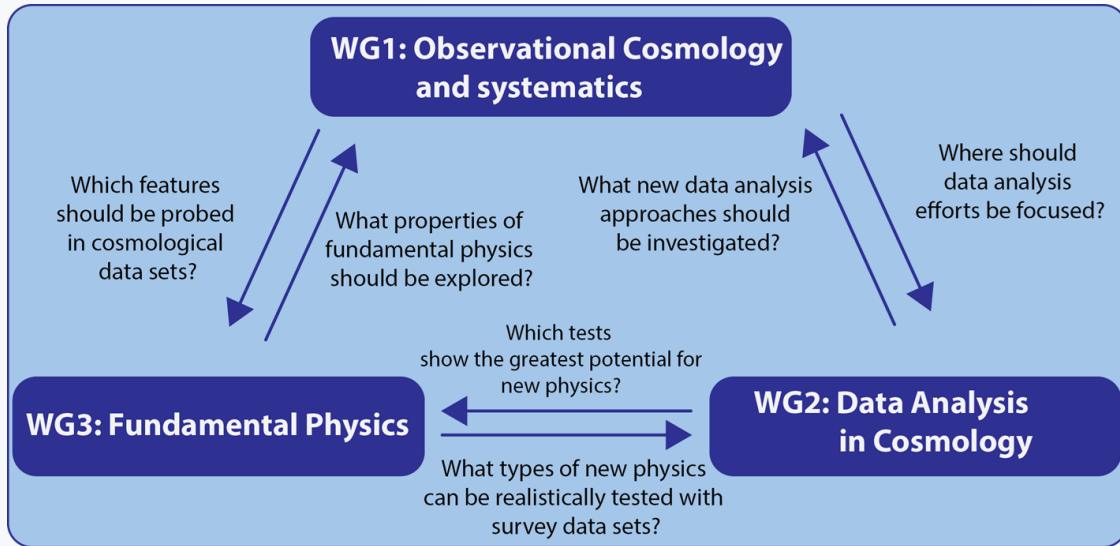 WG1: Observational Cosmology
and systematics
Which features
should be probed
in cosmological
data sets?
What properties of
fundamental physics
should be explored?
What new data analysis
approaches should
be investigated?
Where should
data analysis
efforts be focused?
Which tests
show the greatest potential for
new physics?
WG3: Fundamental Physics
WG2: Data Analysis
in Cosmology
What types of new physics
can be realistically tested with
survey data sets?